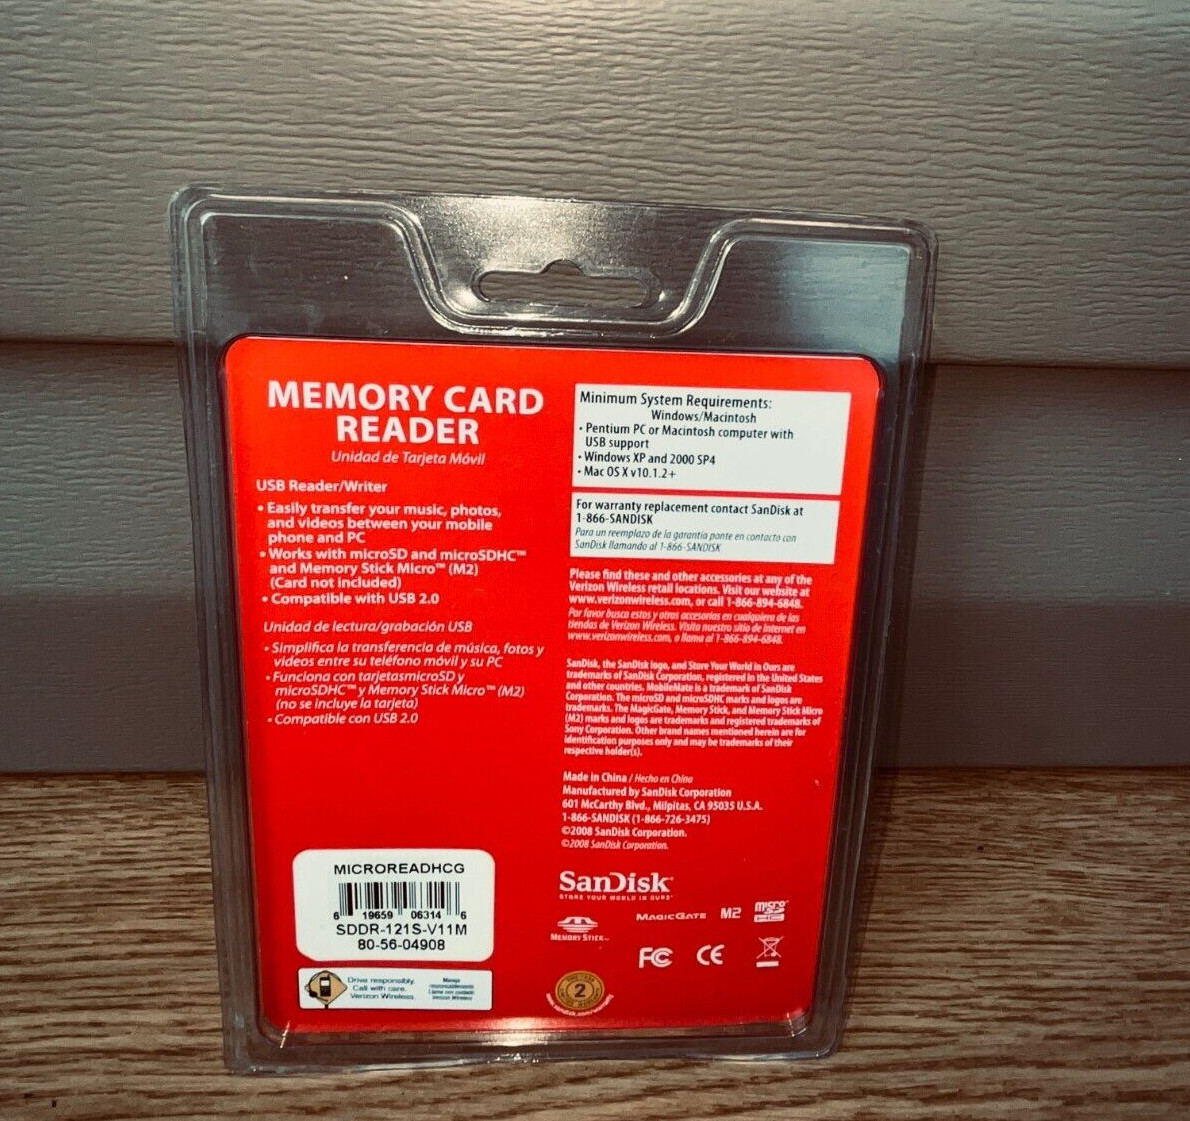 MEMORY CARD
READER
Unidad de Tarjeta Móvil
USB Reader/Writer
• Easily transfer your music, photos,
and videos between your mobile
phone and PC
• Works with microSD and microSDHC™
and Memory Stick Micro™ (M2)
(Card not included)
• Compatible with USB 2.0
Unidad de lectura/grabación USB
• Simplifica la transferencia de música, fotos y
videos entre su teléfono móvil y su PC
• Funciona con tarjetasmicroSD y
microSDHC™ y Memory Stick Micro™ (M2)
(no se incluye la tarjeta)
• Compatible con USB 2.0
MICROREADHCG
6 19659 06314 6
SDDR-121S-V11M
80-56-04908
Drive responsibly.
Call with care.
Verizon Wireless.
Minimum System Requirements:
Windows/Macintosh
• Pentium PC or Macintosh computer with
USB support
• Windows XP and 2000 SP4
• Mac OS X v10.1.2+
For warranty replacement contact SanDisk at
1-866-SANDISK
Para un reemplazo de la garantía ponte en contacto con
SanDisk llamando al 1-866-SANDISK
Please find these and other accessories at any of the
Verizon Wireless retail locations. Visit our website at
www.verizonwireless.com, or call 1-866-894-6848.
Por favor busca estos y otros accesorios en cualquiera de las
tiendas de Verizon Wireless. Visita nuestro sitio de Internet en
www.verizonwireless.com, o llama al 1-866-894-6848.
SanDisk, the SanDisk logo, and Store Your World in Ours are
trademarks of SanDisk Corporation, registered in the United States
and other countries. MobileMate is a trademark of SanDisk
Corporation. The microSD and microSDHC marks and logos are
trademarks. The MagicGate, Memory Stick, and Memory Stick Micro
(M2) marks and logos are trademarks and registered trademarks of
Sony Corporation. Other brand names mentioned herein are for
identification purposes only and may be trademarks of their
respective holder(s).
Made in China / Hecho en China
Manufactured by SanDisk Corporation
601 McCarthy Blvd., Milpitas, CA 95035 U.S.A.
1-866-SANDISK (1-866-726-3475)
©2008 SanDisk Corporation.
©2008 SanDisk Corporation.
SanDisk
STORE YOUR WORLD IN OURS
MEMORY STICK™
MAGICGATE M2 micro SD HC
FC CE
2